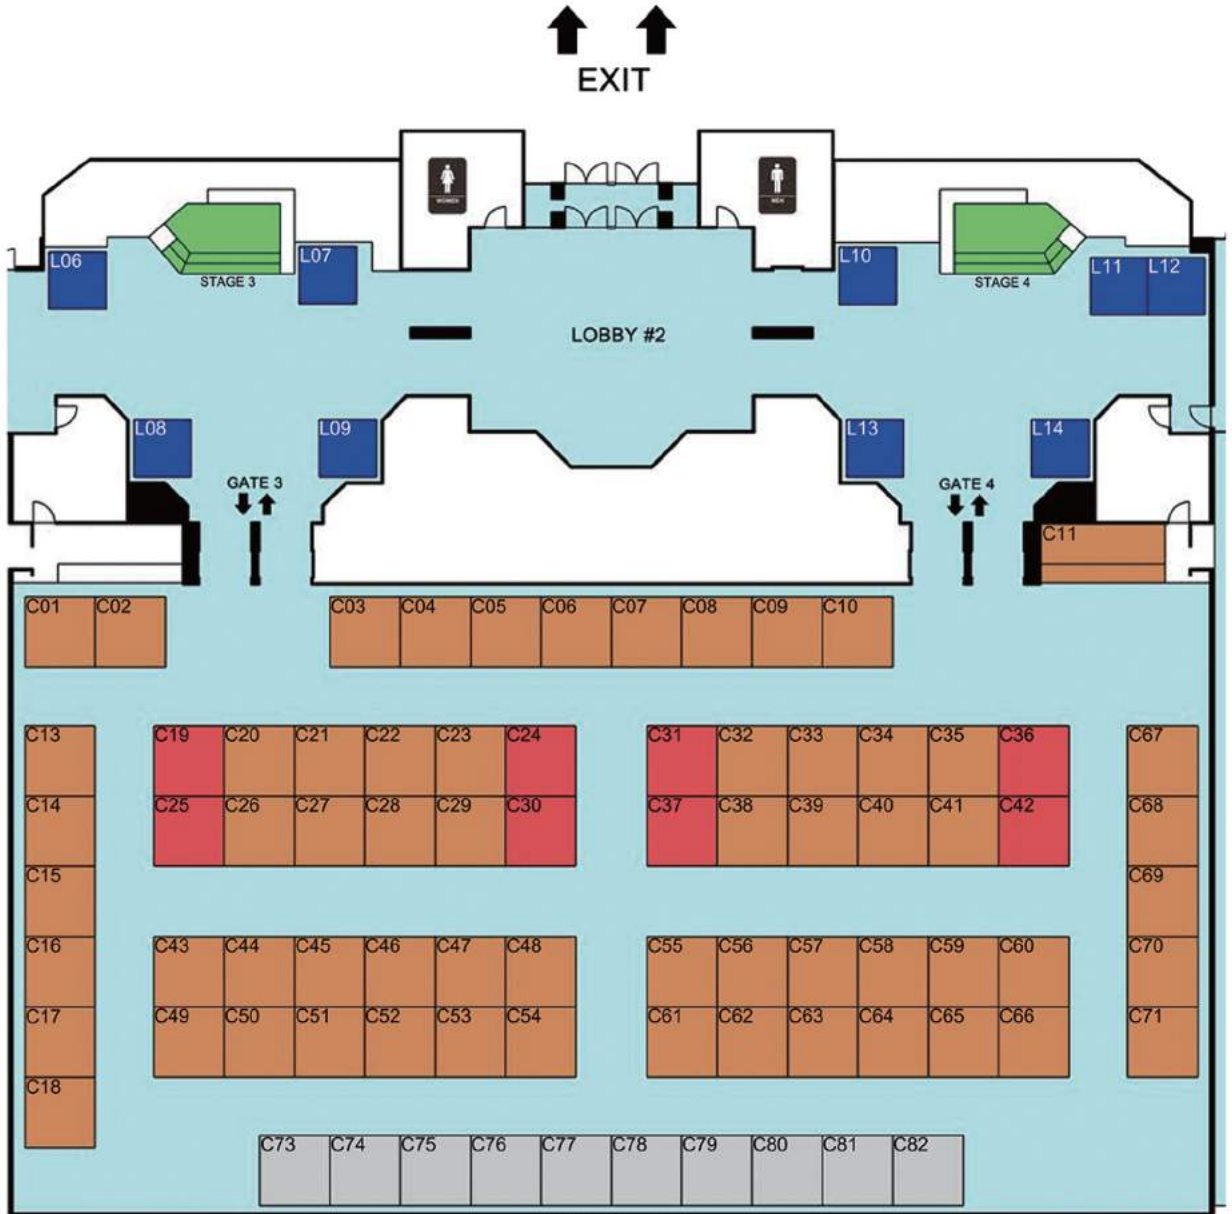 EXIT
WOMEN
MEN
L06
L07
L10
L11 L12
STAGE 3
STAGE 4
LOBBY #2
L08
L09
L13
L14
GATE 3
GATE 4
C11
C01 C02
C03 C04 C05 C06 C07 C08 C09 C10
C13
C19 C20 C21 C22 C23 C24
C31 C32 C33 C34 C35 C36
C67
C14
C25 C26 C27 C28 C29 C30
C37 C38 C39 C40 C41 C42
C68
C15
C69
C16
C43 C44 C45 C46 C47 C48
C55 C56 C57 C58 C59 C60
C70
C17
C49 C50 C51 C52 C53 C54
C61 C62 C63 C64 C65 C66
C71
C18
C73 C74 C75 C76 C77 C78 C79 C80 C81 C82